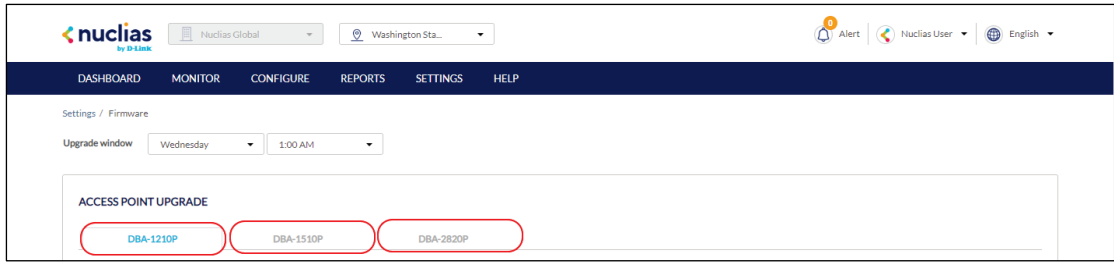 nuclias Nuclias Global Washington Sta... 0 Alert Nuclias User English
by D-Link
DASHBOARD MONITOR CONFIGURE REPORTS SETTINGS HELP
Settings / Firmware
Upgrade window Wednesday 1:00 AM
ACCESS POINT UPGRADE
DBA-1210P DBA-1510P DBA-2820P